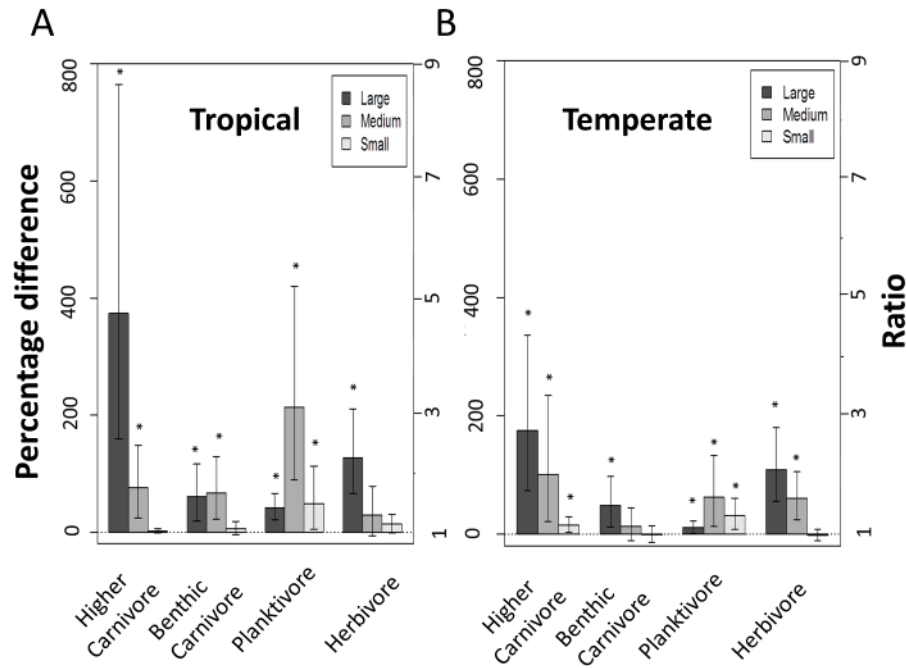 A
B
800
600
400
200
0
Percentage difference
Tropical
Large
Medium
Small
*
*
*
*
*
*
*
*
9
7
5
3
1
Higher
Carnivore
Benthic
Carnivore
Planktivore
Herbivore
800
600
400
200
0
Temperate
Large
Medium
Small
*
*
*
*
*
*
*
*
*
9
7
5
3
1
Ratio
Higher
Carnivore
Benthic
Carnivore
Planktivore
Herbivore